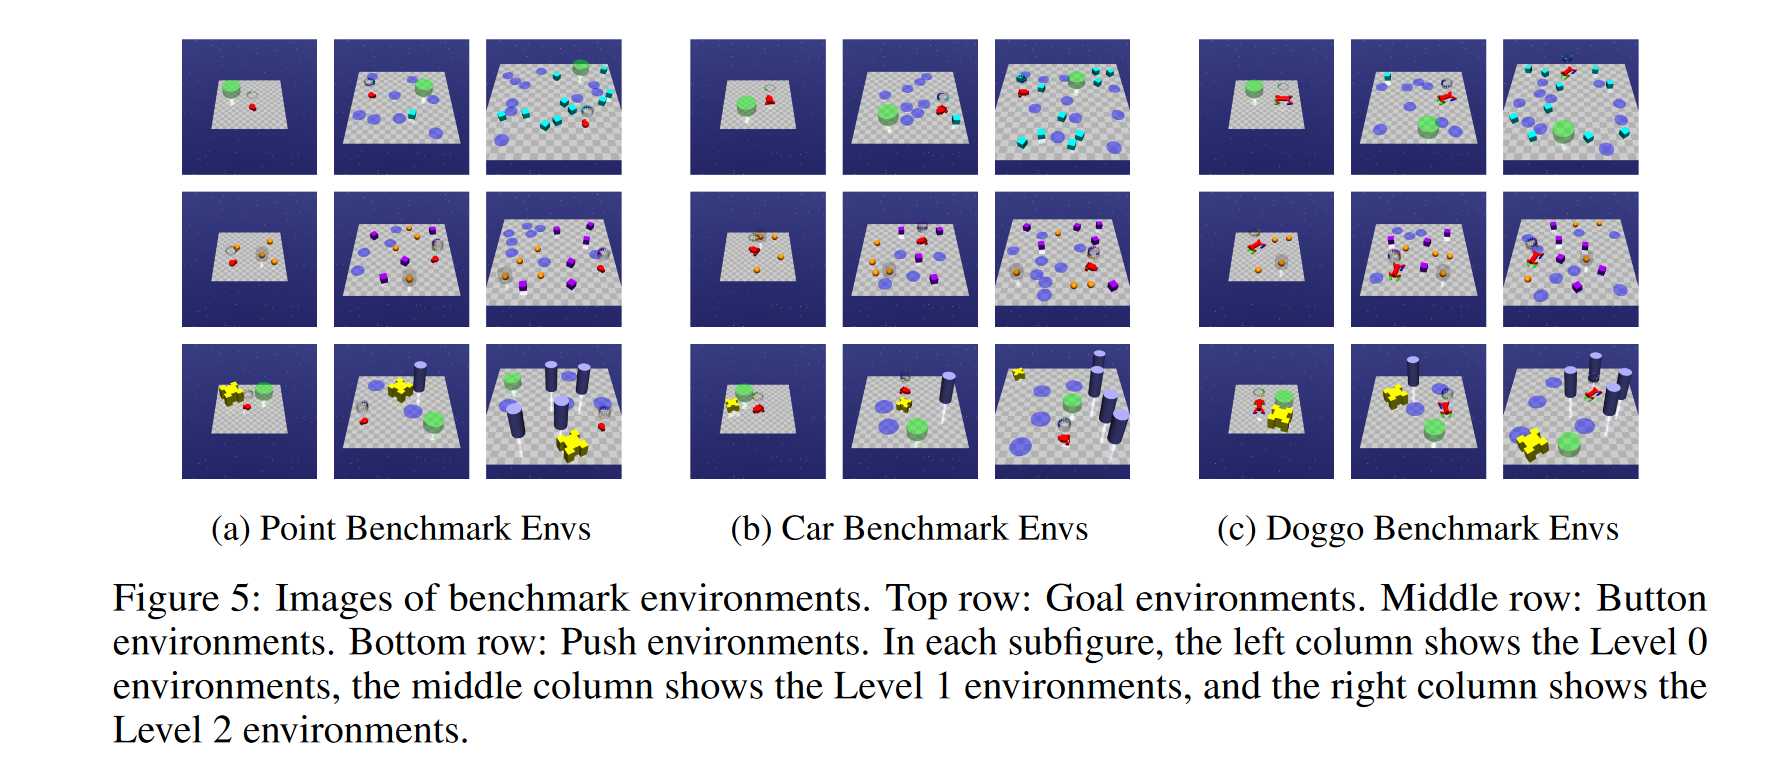 (a) Point Benchmark Envs
(b) Car Benchmark Envs
(c) Doggo Benchmark Envs
Figure 5: Images of benchmark environments. Top row: Goal environments. Middle row: Button
environments. Bottom row: Push environments. In each subfigure, the left column shows the Level 0
environments, the middle column shows the Level 1 environments, and the right column shows the
Level 2 environments.